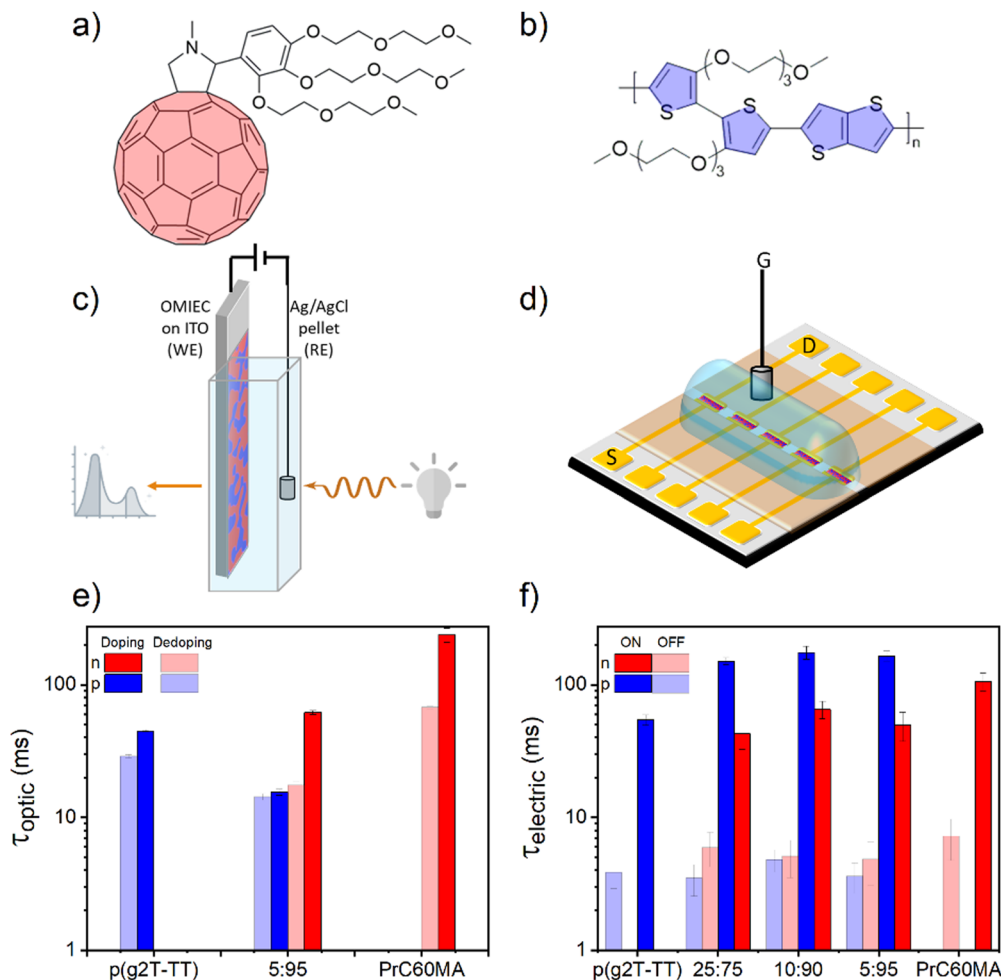 a)
N
O
O
O
O
O
O
O
O
O
b)
O
O
3
S
S
S
n
S
O
O
3
c)
OMIEC
on ITO
(WE)
Ag/AgCl
pellet
(RE)
d)
G
D
S
e)
Doping Dedoping
n
p
100
10
1
τoptic (ms)
p(g2T-TT) 5:95 PrC60MA
f)
ON OFF
n
p
100
10
1
τelectric (ms)
p(g2T-TT) 25:75 10:90 5:95 PrC60MA